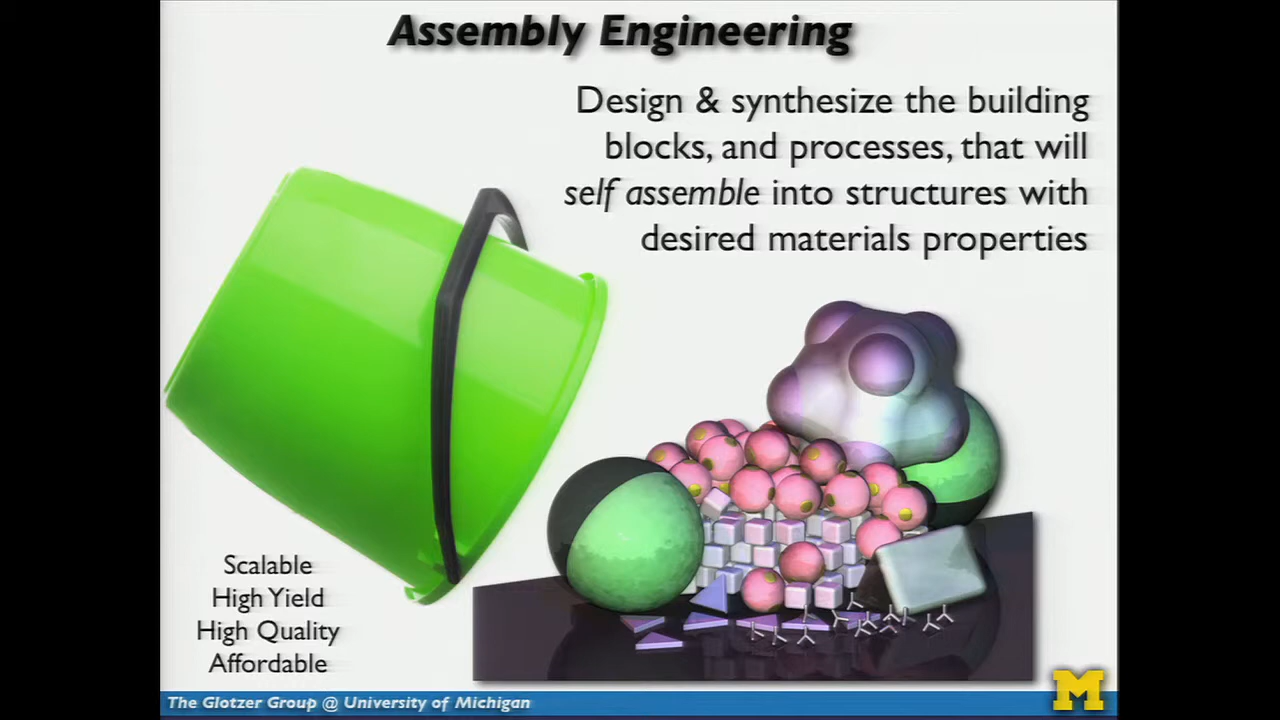 Assembly Engineering
Design & synthesize the building
blocks, and processes, that will
self assemble into structures with
desired materials properties
Scalable
High Yield
High Quality
Affordable
The Glotzer Group @ University of Michigan
M